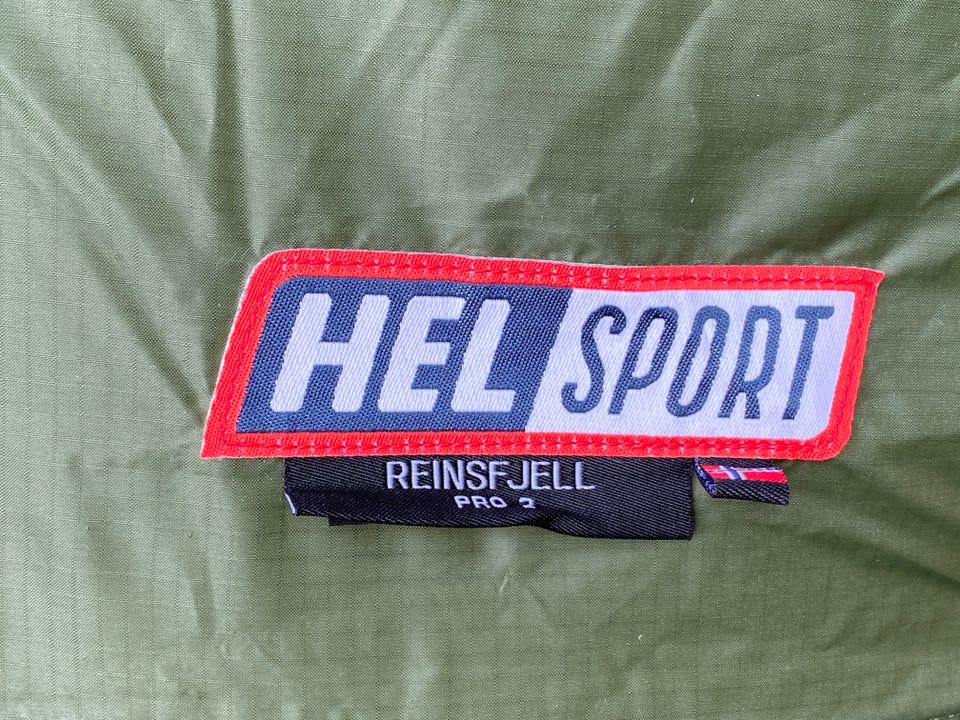 HEL SPORT
REINSFJELL
PRO 2